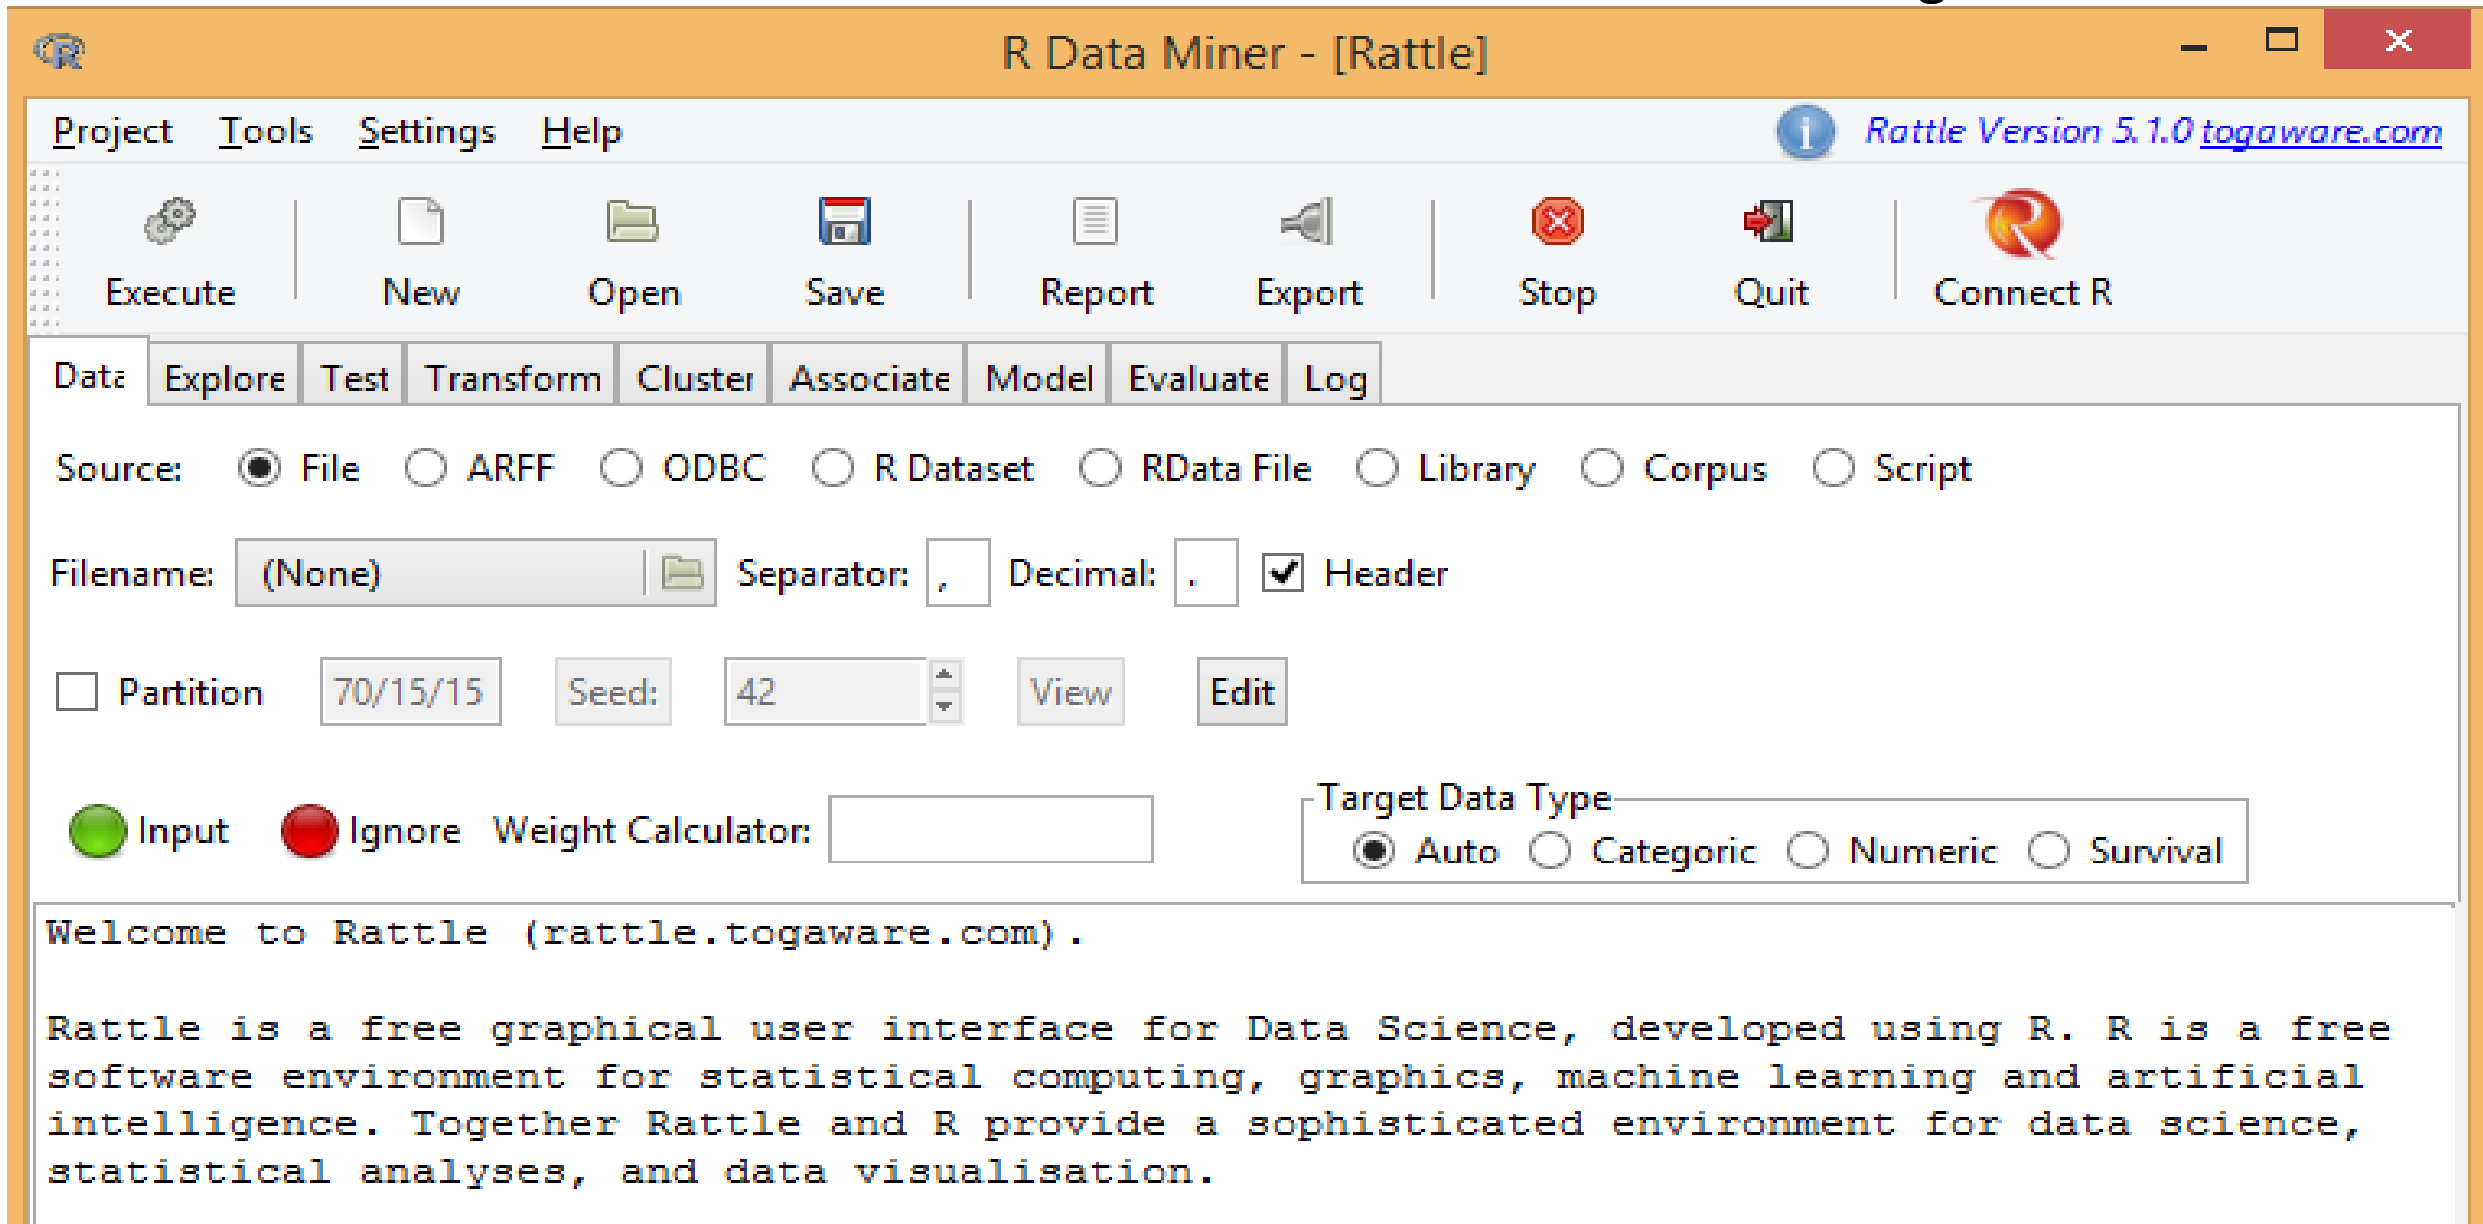 R Data Miner - [Rattle]
Project Tools Settings Help Rattle Version 5.1.0 togaware.com
Execute New Open Save Report Export Stop Quit Connect R
Data Explore Test Transform Cluster Associate Model Evaluate Log
Source: File ARFF ODBC R Dataset RData File Library Corpus Script
Filename: (None) Separator: , Decimal: . Header
Partition 70/15/15 Seed: 42 View Edit
Target Data Type
Input Ignore Weight Calculator: Auto Categoric Numeric Survival
Welcome to Rattle (rattle.togaware.com).
Rattle is a free graphical user interface for Data Science, developed using R. R is a free
software environment for statistical computing, graphics, machine learning and artificial
intelligence. Together Rattle and R provide a sophisticated environment for data science,
statistical analyses, and data visualisation.